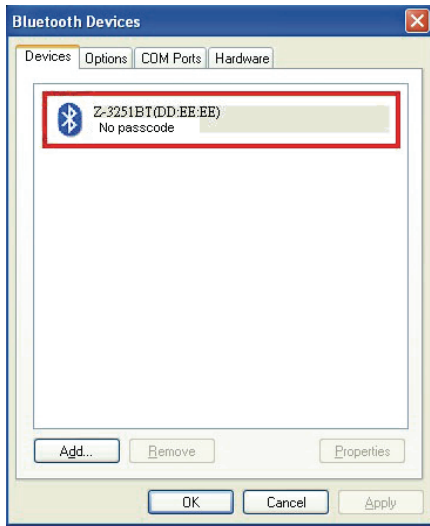 Bluetooth Devices
Devices Options COM Ports Hardware
Z-3251BT(DD:EE:EE)
No passcode
Add... Remove Properties
OK Cancel Apply